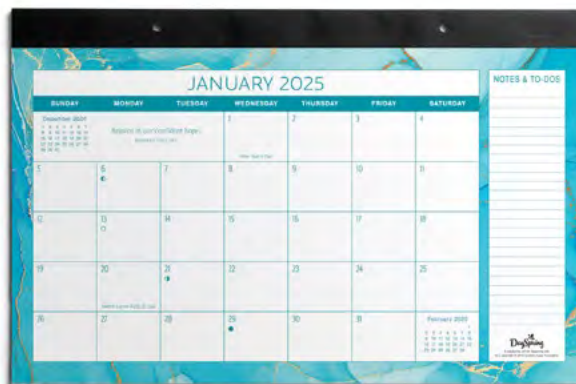 JANUARY 2025
NOTES & TO-DOS
SUNDAY MONDAY TUESDAY WEDNESDAY THURSDAY FRIDAY SATURDAY
December 2024
1 2 3 4
5 6 7 8 9 10 11
12 13 14 15 16 17 18
19 20 21 22 23 24 25
26 27 28 29 30 31
February 2025
DaySpring